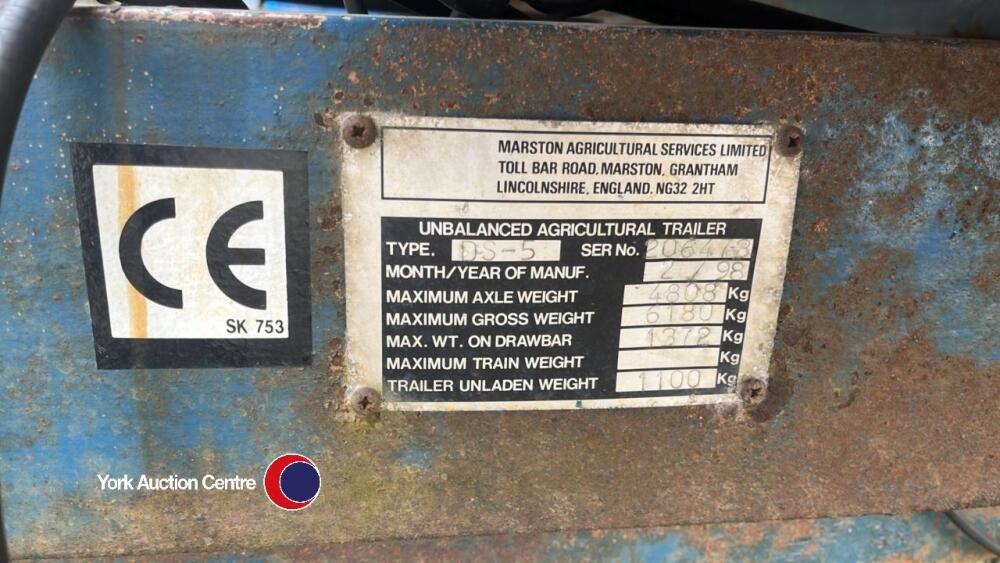 MARSTON AGRICULTURAL SERVICES LIMITED
TOLL BAR ROAD, MARSTON, GRANTHAM
LINCOLNSHIRE, ENGLAND. NG32 2HT
UNBALANCED AGRICULTURAL TRAILER
TYPE. DS-5 SER No.
MONTH/YEAR OF MANUF. 2/98
MAXIMUM AXLE WEIGHT 4808 Kg
MAXIMUM GROSS WEIGHT 6180 Kg
MAX. WT. ON DRAWBAR 1372 Kg
MAXIMUM TRAIN WEIGHT Kg
TRAILER UNLADEN WEIGHT 1100 Kg
CE
SK 753
York Auction Centre